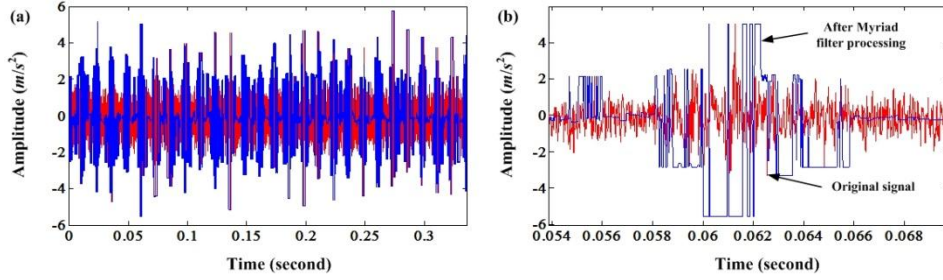 (a)
Amplitude (m/s²)
6
4
2
0
-2
-4
-6
0 0.05 0.1 0.15 0.2 0.25 0.3
Time (second)
(b)
Amplitude (m/s²)
6
4
2
0
-2
-4
-6
After Myriad
filter processing
Original signal
0.054 0.056 0.058 0.06 0.062 0.064 0.066 0.068
Time (second)